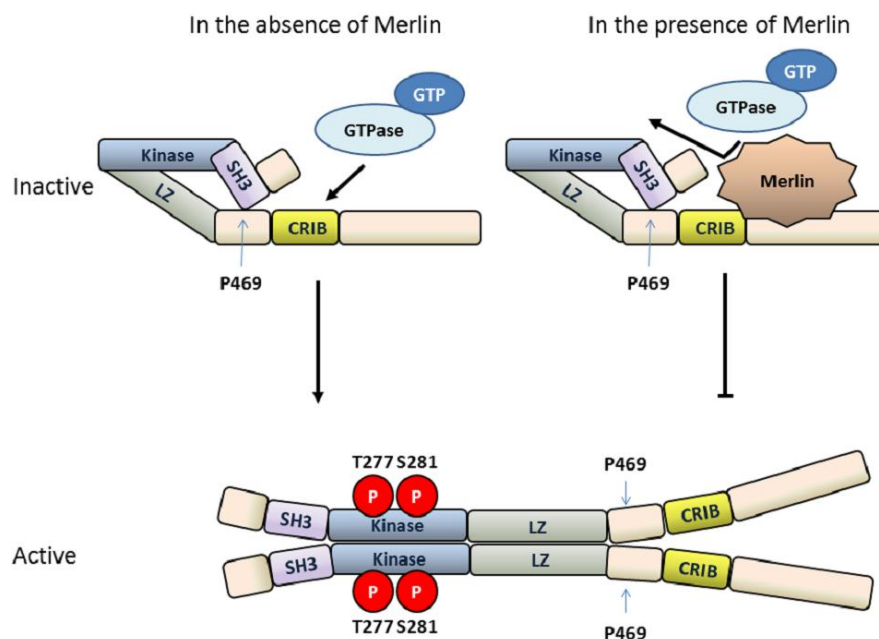 In the absence of Merlin
In the presence of Merlin
GTP
GTPase
Kinase
SH3
LZ
CRIB
P469
GTP
GTPase
Kinase
SH3
LZ
CRIB
Merlin
P469
Inactive
T277 S281
P P
P469
SH3 Kinase LZ CRIB
Active
SH3 Kinase LZ CRIB
P P
T277 S281
P469